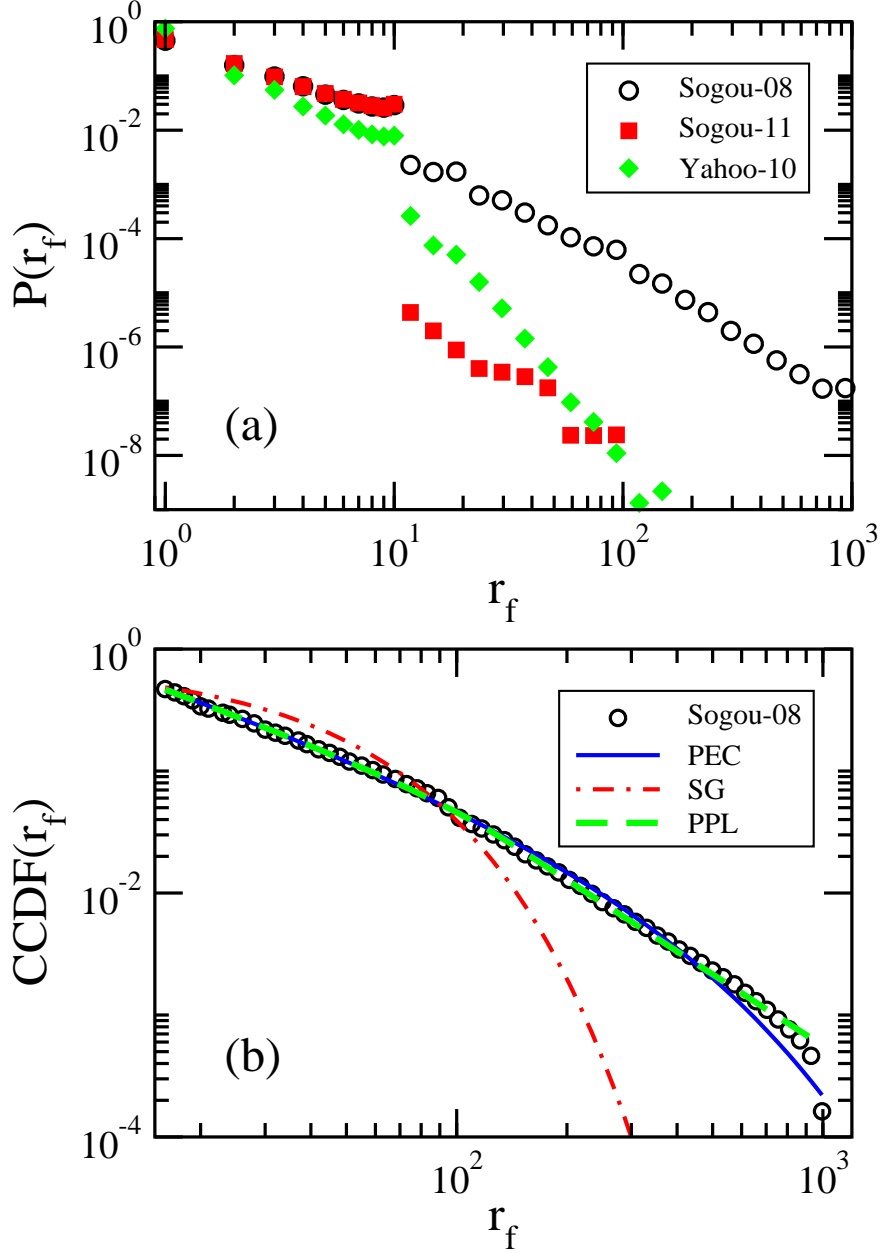 10^0
10^-2
10^-4
10^-6
10^-8
P(r_f)
Sogou-08
Sogou-11
Yahoo-10
(a)
10^0 10^1 10^2 10^3
r_f
10^0
10^-2
10^-4
CCDF(r_f)
Sogou-08
PEC
SG
PPL
(b)
10^2 10^3
r_f